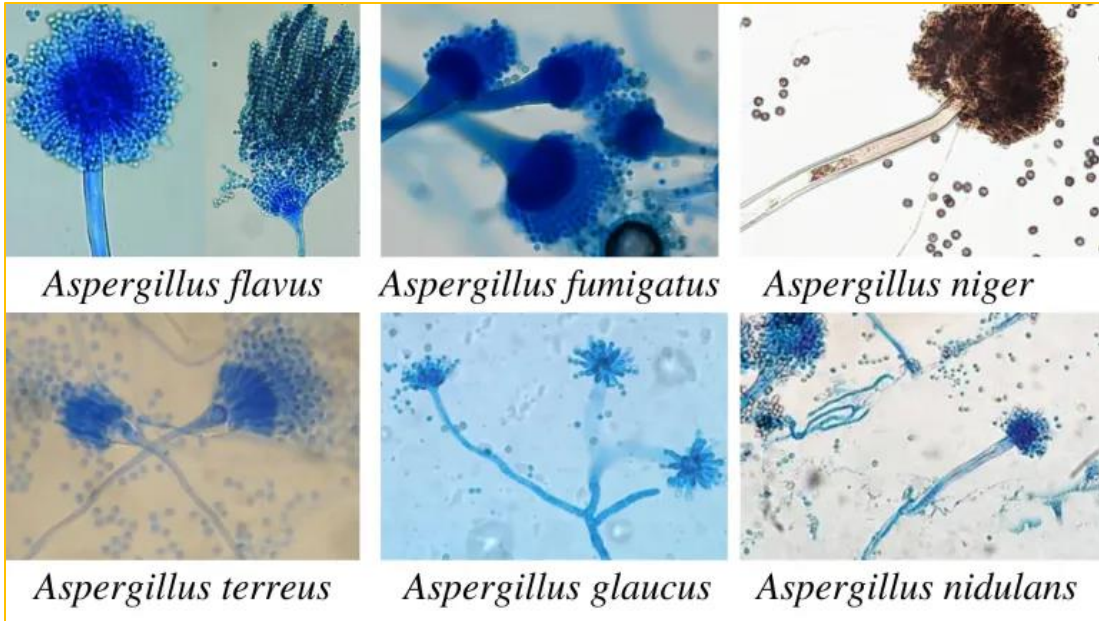 Aspergillus flavus
Aspergillus fumigatus
Aspergillus niger
Aspergillus terreus
Aspergillus glaucus
Aspergillus nidulans